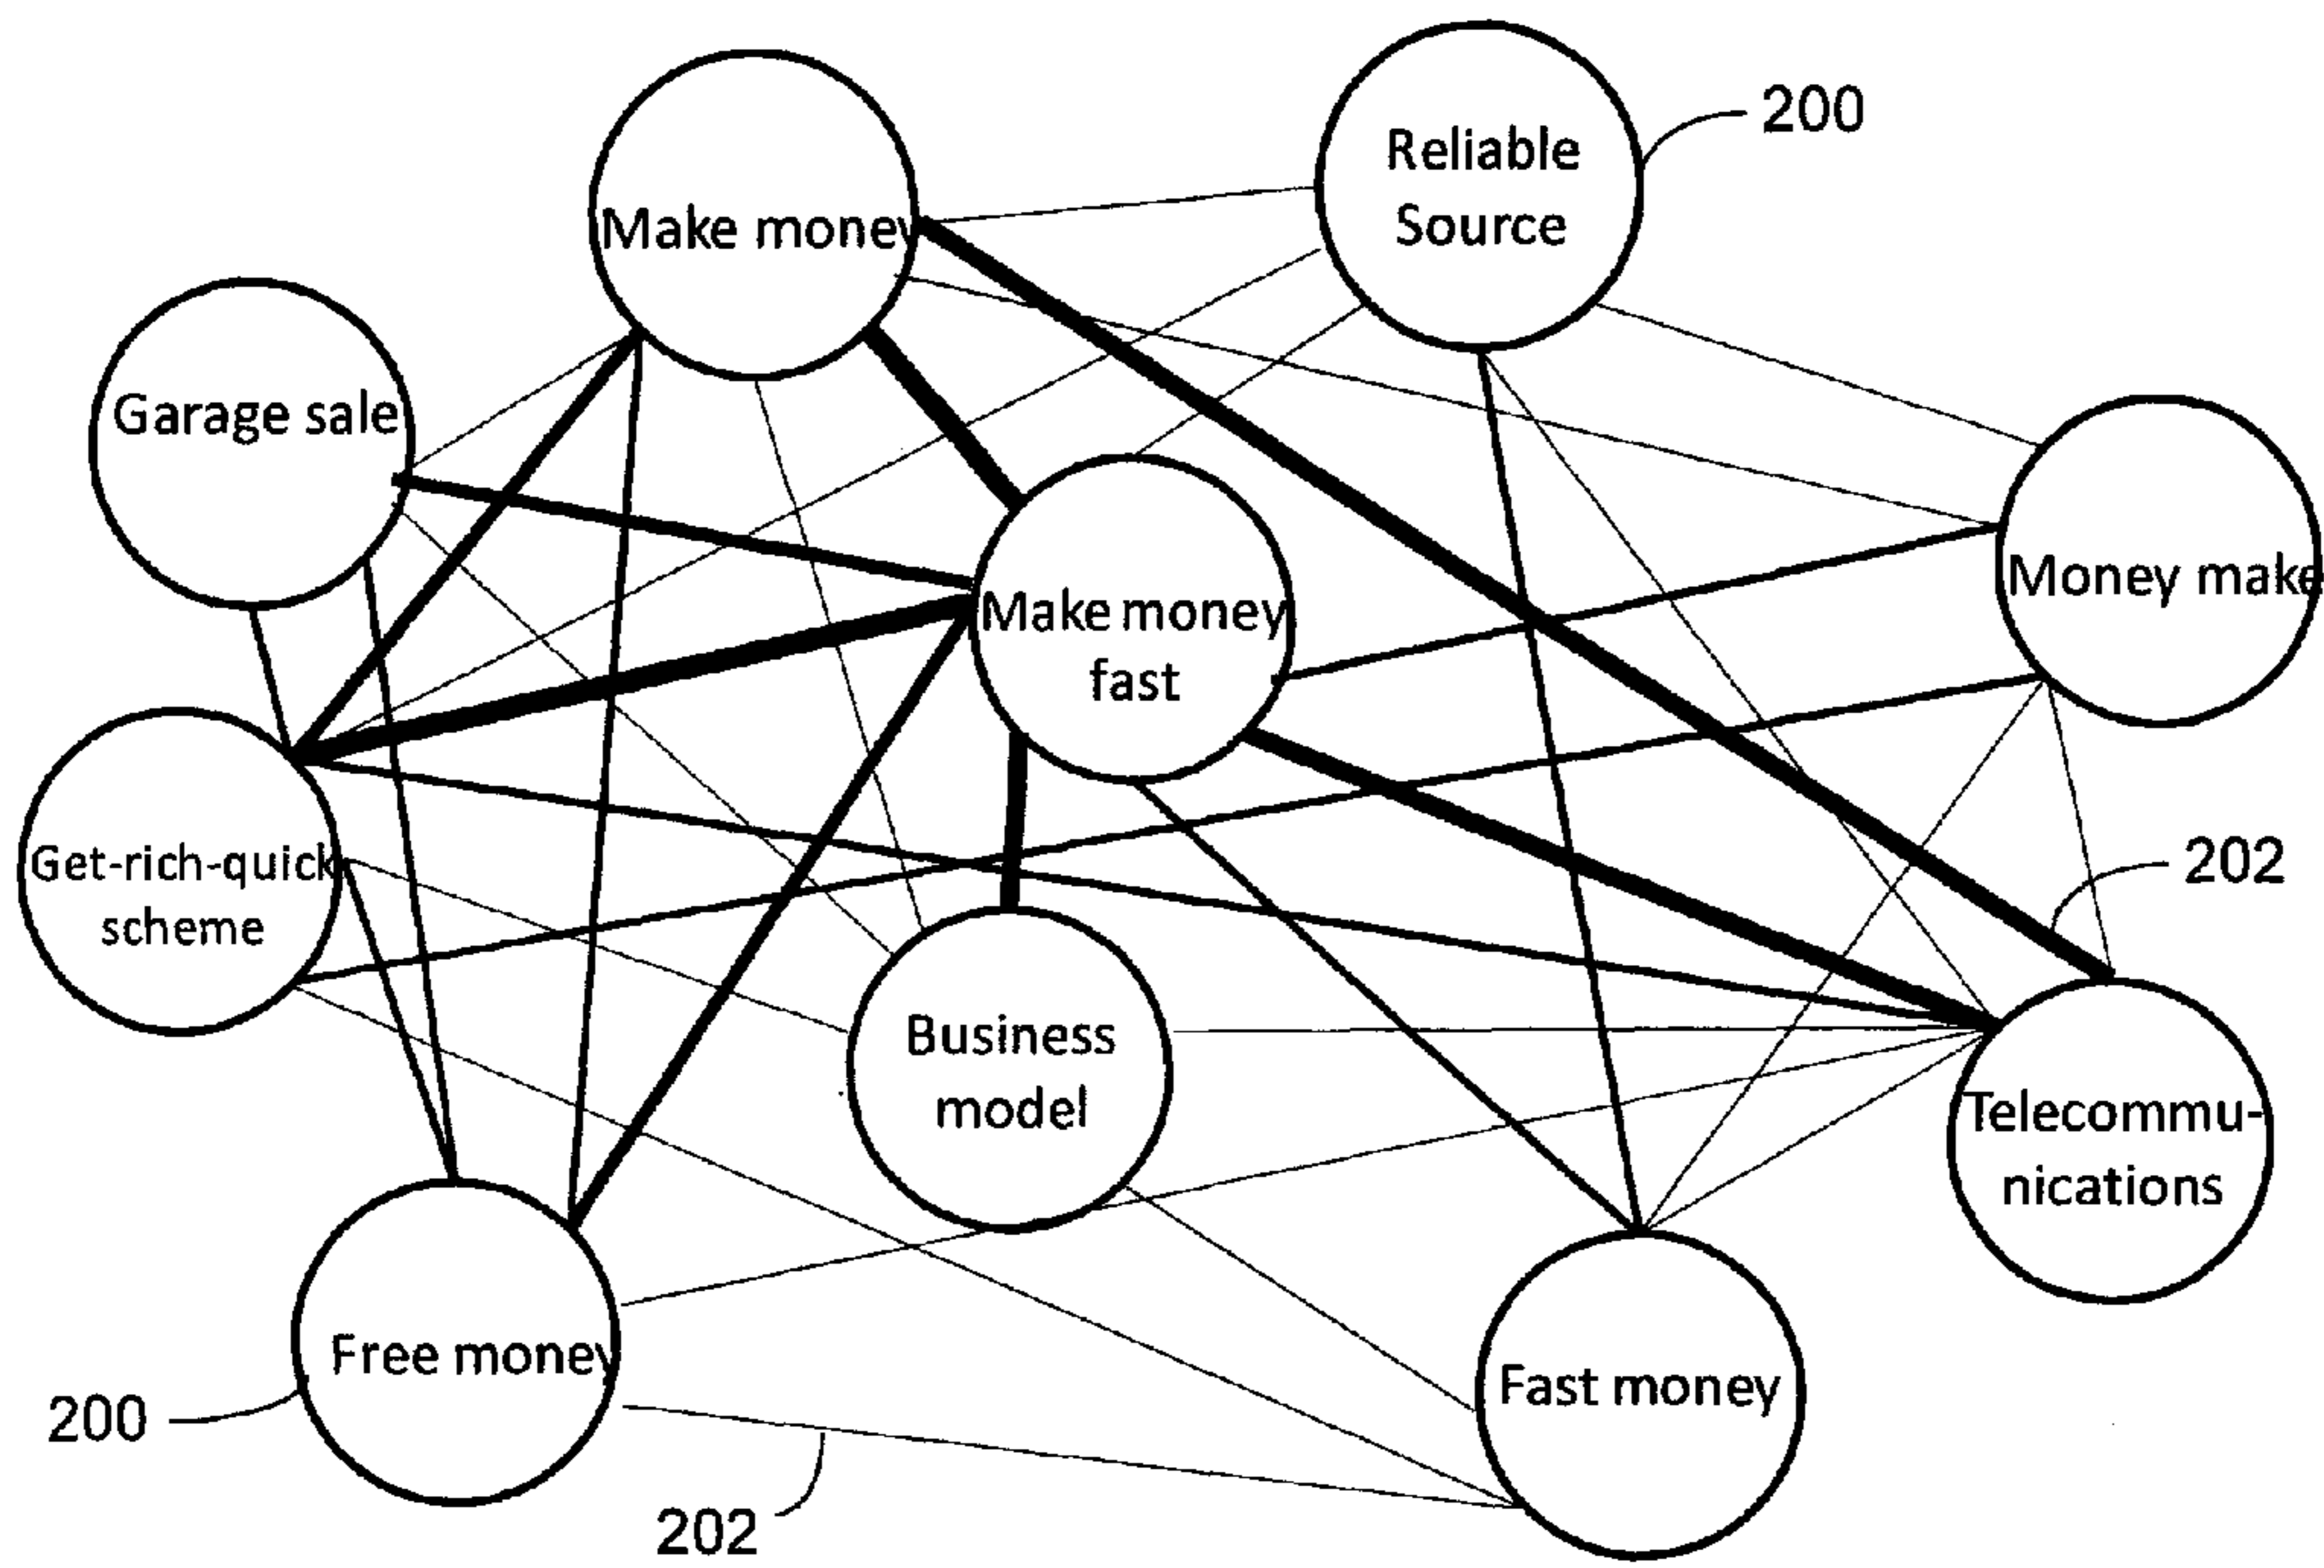 Reliable
Source
200
Make money
Garage sale
Money make
Make money
fast
Get-rich-quick
scheme
202
Business
model
Telecommu-
nications
Free money
Fast money
200
202